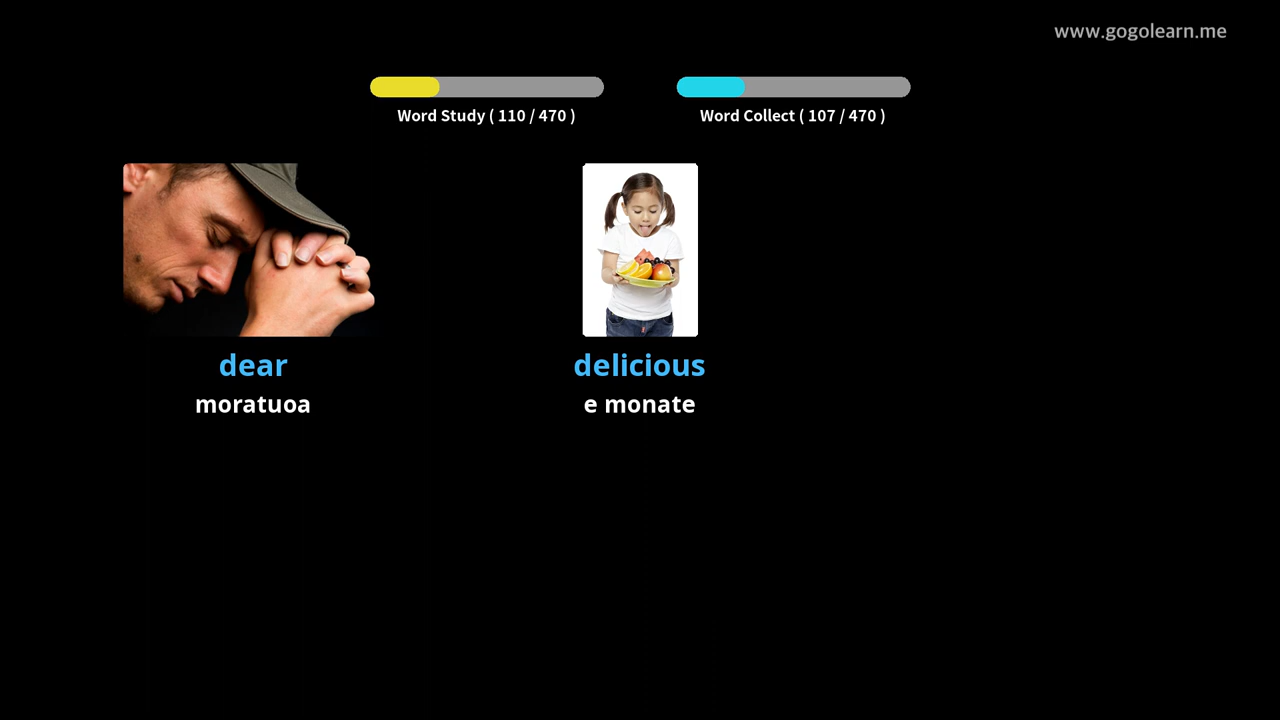 www.gogolearn.me
Word Study ( 110 / 470 )
Word Collect ( 107 / 470 )
dear
moratuoa
delicious
e monate